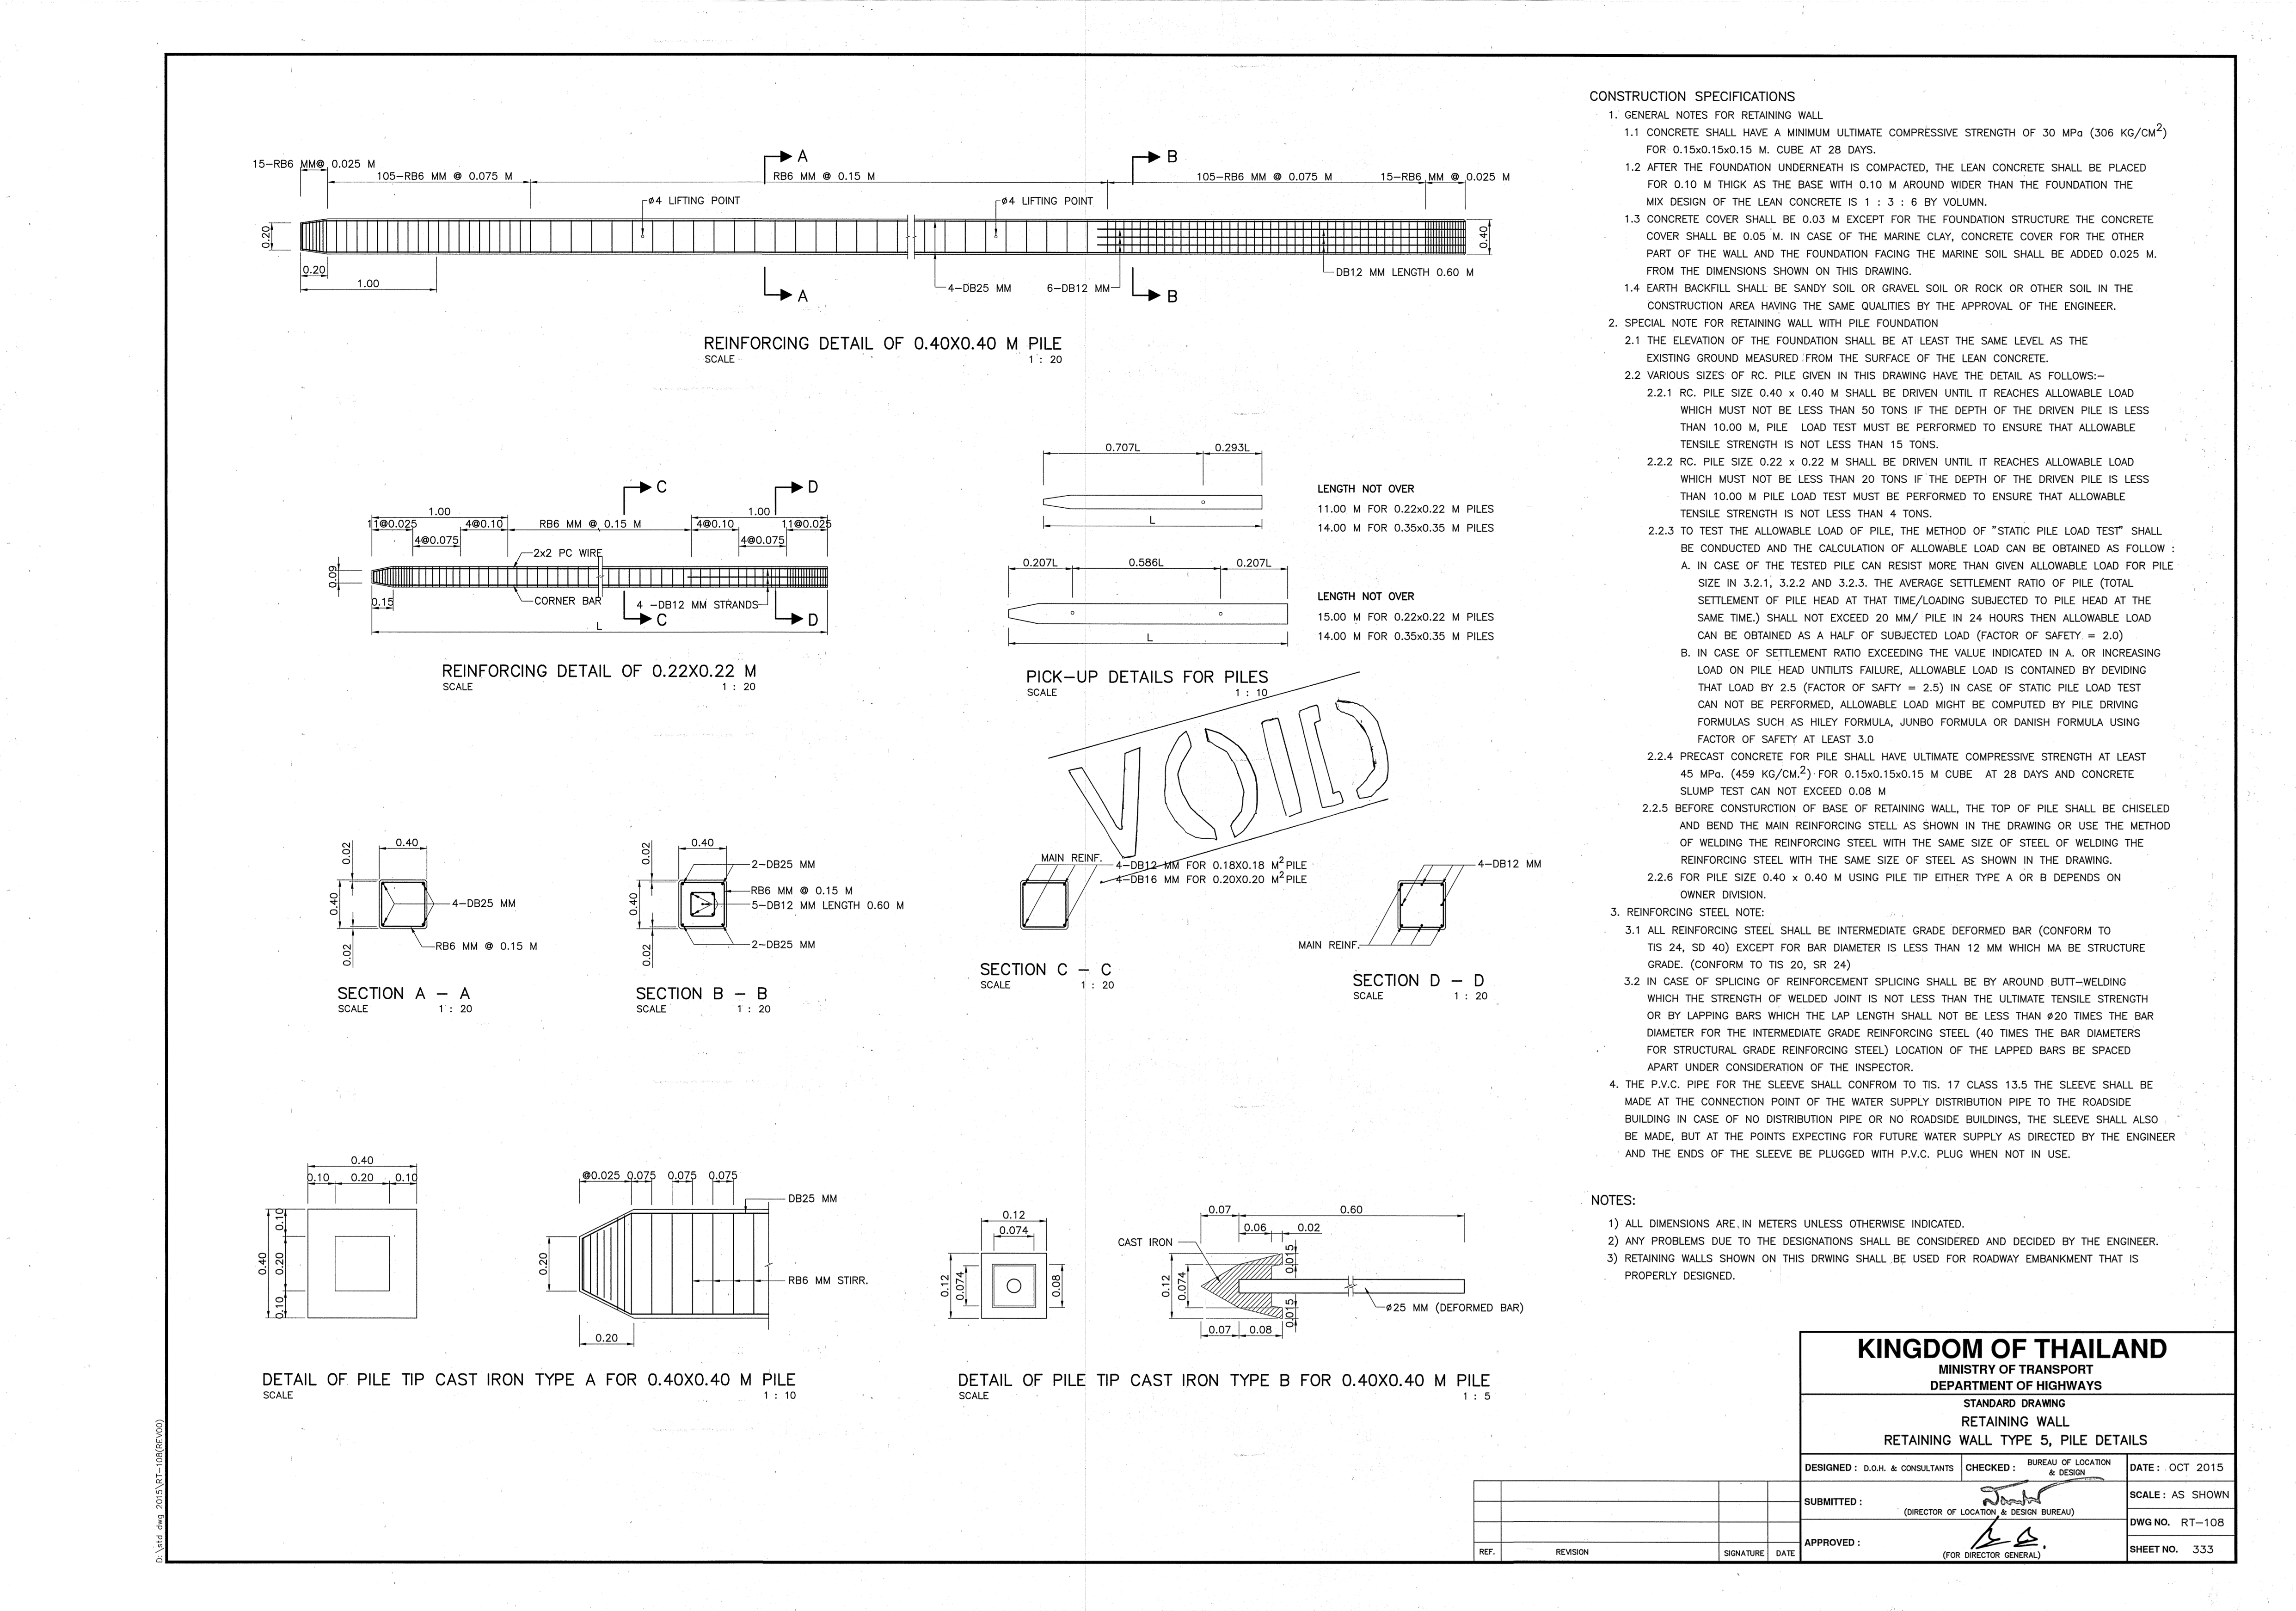 15-RB6 MM@ 0.025 M
105-RB6 MM @ 0.075 M
A
RB6 MM @ 0.15 M
B
105-RB6 MM @ 0.075 M
15-RB6 MM @ 0.025 M
ø4 LIFTING POINT
ø4 LIFTING POINT
0.20
0.40
0.20
1.00
A
4-DB25 MM
6-DB12 MM
B
DB12 MM LENGTH 0.60 M
REINFORCING DETAIL OF 0.40X0.40 M PILE
SCALE 1 : 20
C
D
1.00
1.00
11@0.025
4@0.10
RB6 MM @ 0.15 M
4@0.10
11@0.025
4@0.075
4@0.075
2x2 PC WIRE
0.09
0.15
CORNER BAR
4 -DB12 MM STRANDS
C
D
L
REINFORCING DETAIL OF 0.22X0.22 M
SCALE 1 : 20
0.707L
0.293L
L
LENGTH NOT OVER
11.00 M FOR 0.22x0.22 M PILES
14.00 M FOR 0.35x0.35 M PILES
0.207L
0.586L
0.207L
L
LENGTH NOT OVER
15.00 M FOR 0.22x0.22 M PILES
14.00 M FOR 0.35x0.35 M PILES
PICK-UP DETAILS FOR PILES
SCALE 1 : 10
VOID
0.40
0.02
0.40
0.02
4-DB25 MM
RB6 MM @ 0.15 M
SECTION A - A
SCALE 1 : 20
0.40
0.02
0.40
0.02
2-DB25 MM
RB6 MM @ 0.15 M
5-DB12 MM LENGTH 0.60 M
2-DB25 MM
SECTION B - B
SCALE 1 : 20
MAIN REINF.
4-DB12 MM FOR 0.18X0.18 M2 PILE
4-DB16 MM FOR 0.20X0.20 M2 PILE
SECTION C - C
SCALE 1 : 20
4-DB12 MM
MAIN REINF.
SECTION D - D
SCALE 1 : 20
0.40
0.10 0.20 0.10
0.40
0.10
0.20
0.10
@0.025 0.075 0.075 0.075
DB25 MM
0.20
RB6 MM STIRR.
0.20
DETAIL OF PILE TIP CAST IRON TYPE A FOR 0.40X0.40 M PILE
SCALE 1 : 10
0.12
0.074
0.12
0.074
0.08
0.07
0.60
0.06
0.02
CAST IRON
0.015
0.12
0.074
0.015
ø25 MM (DEFORMED BAR)
0.07 0.08
DETAIL OF PILE TIP CAST IRON TYPE B FOR 0.40X0.40 M PILE
SCALE 1 : 5
CONSTRUCTION SPECIFICATIONS
1. GENERAL NOTES FOR RETAINING WALL
1.1 CONCRETE SHALL HAVE A MINIMUM ULTIMATE COMPRESSIVE STRENGTH OF 30 MPa (306 KG/CM2)
FOR 0.15x0.15x0.15 M. CUBE AT 28 DAYS.
1.2 AFTER THE FOUNDATION UNDERNEATH IS COMPACTED, THE LEAN CONCRETE SHALL BE PLACED
FOR 0.10 M THICK AS THE BASE WITH 0.10 M AROUND WIDER THAN THE FOUNDATION THE
MIX DESIGN OF THE LEAN CONCRETE IS 1 : 3 : 6 BY VOLUMN.
1.3 CONCRETE COVER SHALL BE 0.03 M EXCEPT FOR THE FOUNDATION STRUCTURE THE CONCRETE
COVER SHALL BE 0.05 M. IN CASE OF THE MARINE CLAY, CONCRETE COVER FOR THE OTHER
PART OF THE WALL AND THE FOUNDATION FACING THE MARINE SOIL SHALL BE ADDED 0.025 M.
FROM THE DIMENSIONS SHOWN ON THIS DRAWING.
1.4 EARTH BACKFILL SHALL BE SANDY SOIL OR GRAVEL SOIL OR ROCK OR OTHER SOIL IN THE
CONSTRUCTION AREA HAVING THE SAME QUALITIES BY THE APPROVAL OF THE ENGINEER.
2. SPECIAL NOTE FOR RETAINING WALL WITH PILE FOUNDATION
2.1 THE ELEVATION OF THE FOUNDATION SHALL BE AT LEAST THE SAME LEVEL AS THE
EXISTING GROUND MEASURED FROM THE SURFACE OF THE LEAN CONCRETE.
2.2 VARIOUS SIZES OF RC. PILE GIVEN IN THIS DRAWING HAVE THE DETAIL AS FOLLOWS:-
2.2.1 RC. PILE SIZE 0.40 x 0.40 M SHALL BE DRIVEN UNTIL IT REACHES ALLOWABLE LOAD
WHICH MUST NOT BE LESS THAN 50 TONS IF THE DEPTH OF THE DRIVEN PILE IS LESS
THAN 10.00 M, PILE LOAD TEST MUST BE PERFORMED TO ENSURE THAT ALLOWABLE
TENSILE STRENGTH IS NOT LESS THAN 15 TONS.
2.2.2 RC. PILE SIZE 0.22 x 0.22 M SHALL BE DRIVEN UNTIL IT REACHES ALLOWABLE LOAD
WHICH MUST NOT BE LESS THAN 20 TONS IF THE DEPTH OF THE DRIVEN PILE IS LESS
THAN 10.00 M PILE LOAD TEST MUST BE PERFORMED TO ENSURE THAT ALLOWABLE
TENSILE STRENGTH IS NOT LESS THAN 4 TONS.
2.2.3 TO TEST THE ALLOWABLE LOAD OF PILE, THE METHOD OF "STATIC PILE LOAD TEST" SHALL
BE CONDUCTED AND THE CALCULATION OF ALLOWABLE LOAD CAN BE OBTAINED AS FOLLOW :
A. IN CASE OF THE TESTED PILE CAN RESIST MORE THAN GIVEN ALLOWABLE LOAD FOR PILE
SIZE IN 3.2.1, 3.2.2 AND 3.2.3. THE AVERAGE SETTLEMENT RATIO OF PILE (TOTAL
SETTLEMENT OF PILE HEAD AT THAT TIME/LOADING SUBJECTED TO PILE HEAD AT THE
SAME TIME.) SHALL NOT EXCEED 20 MM/ PILE IN 24 HOURS THEN ALLOWABLE LOAD
CAN BE OBTAINED AS A HALF OF SUBJECTED LOAD (FACTOR OF SAFETY = 2.0)
B. IN CASE OF SETTLEMENT RATIO EXCEEDING THE VALUE INDICATED IN A. OR INCREASING
LOAD ON PILE HEAD UNTILITS FAILURE, ALLOWABLE LOAD IS CONTAINED BY DEVIDING
THAT LOAD BY 2.5 (FACTOR OF SAFTY = 2.5) IN CASE OF STATIC PILE LOAD TEST
CAN NOT BE PERFORMED, ALLOWABLE LOAD MIGHT BE COMPUTED BY PILE DRIVING
FORMULAS SUCH AS HILEY FORMULA, JUNBO FORMULA OR DANISH FORMULA USING
FACTOR OF SAFETY AT LEAST 3.0
2.2.4 PRECAST CONCRETE FOR PILE SHALL HAVE ULTIMATE COMPRESSIVE STRENGTH AT LEAST
45 MPa. (459 KG/CM.2) FOR 0.15x0.15x0.15 M CUBE AT 28 DAYS AND CONCRETE
SLUMP TEST CAN NOT EXCEED 0.08 M
2.2.5 BEFORE CONSTURCTION OF BASE OF RETAINING WALL, THE TOP OF PILE SHALL BE CHISELED
AND BEND THE MAIN REINFORCING STELL AS SHOWN IN THE DRAWING OR USE THE METHOD
OF WELDING THE REINFORCING STEEL WITH THE SAME SIZE OF STEEL OF WELDING THE
REINFORCING STEEL WITH THE SAME SIZE OF STEEL AS SHOWN IN THE DRAWING.
2.2.6 FOR PILE SIZE 0.40 x 0.40 M USING PILE TIP EITHER TYPE A OR B DEPENDS ON
OWNER DIVISION.
3. REINFORCING STEEL NOTE:
3.1 ALL REINFORCING STEEL SHALL BE INTERMEDIATE GRADE DEFORMED BAR (CONFORM TO
TIS 24, SD 40) EXCEPT FOR BAR DIAMETER IS LESS THAN 12 MM WHICH MA BE STRUCTURE
GRADE. (CONFORM TO TIS 20, SR 24)
3.2 IN CASE OF SPLICING OF REINFORCEMENT SPLICING SHALL BE BY AROUND BUTT-WELDING
WHICH THE STRENGTH OF WELDED JOINT IS NOT LESS THAN THE ULTIMATE TENSILE STRENGTH
OR BY LAPPING BARS WHICH THE LAP LENGTH SHALL NOT BE LESS THAN ø20 TIMES THE BAR
DIAMETER FOR THE INTERMEDIATE GRADE REINFORCING STEEL (40 TIMES THE BAR DIAMETERS
FOR STRUCTURAL GRADE REINFORCING STEEL) LOCATION OF THE LAPPED BARS BE SPACED
APART UNDER CONSIDERATION OF THE INSPECTOR.
4. THE P.V.C. PIPE FOR THE SLEEVE SHALL CONFROM TO TIS. 17 CLASS 13.5 THE SLEEVE SHALL BE
MADE AT THE CONNECTION POINT OF THE WATER SUPPLY DISTRIBUTION PIPE TO THE ROADSIDE
BUILDING IN CASE OF NO DISTRIBUTION PIPE OR NO ROADSIDE BUILDINGS, THE SLEEVE SHALL ALSO
BE MADE, BUT AT THE POINTS EXPECTING FOR FUTURE WATER SUPPLY AS DIRECTED BY THE ENGINEER
AND THE ENDS OF THE SLEEVE BE PLUGGED WITH P.V.C. PLUG WHEN NOT IN USE.
NOTES:
1) ALL DIMENSIONS ARE IN METERS UNLESS OTHERWISE INDICATED.
2) ANY PROBLEMS DUE TO THE DESIGNATIONS SHALL BE CONSIDERED AND DECIDED BY THE ENGINEER.
3) RETAINING WALLS SHOWN ON THIS DRWING SHALL BE USED FOR ROADWAY EMBANKMENT THAT IS
PROPERLY DESIGNED.
KINGDOM OF THAILAND
MINISTRY OF TRANSPORT
DEPARTMENT OF HIGHWAYS
STANDARD DRAWING
RETAINING WALL
RETAINING WALL TYPE 5, PILE DETAILS
DESIGNED : D.O.H. & CONSULTANTS
CHECKED : BUREAU OF LOCATION
& DESIGN
DATE : OCT 2015
SUBMITTED :
(DIRECTOR OF LOCATION & DESIGN BUREAU)
SCALE : AS SHOWN
DWG NO. RT-108
APPROVED :
(FOR DIRECTOR GENERAL)
SHEET NO. 333
REF. REVISION SIGNATURE DATE
D:\std dwg 2015\RT-108(REV00)